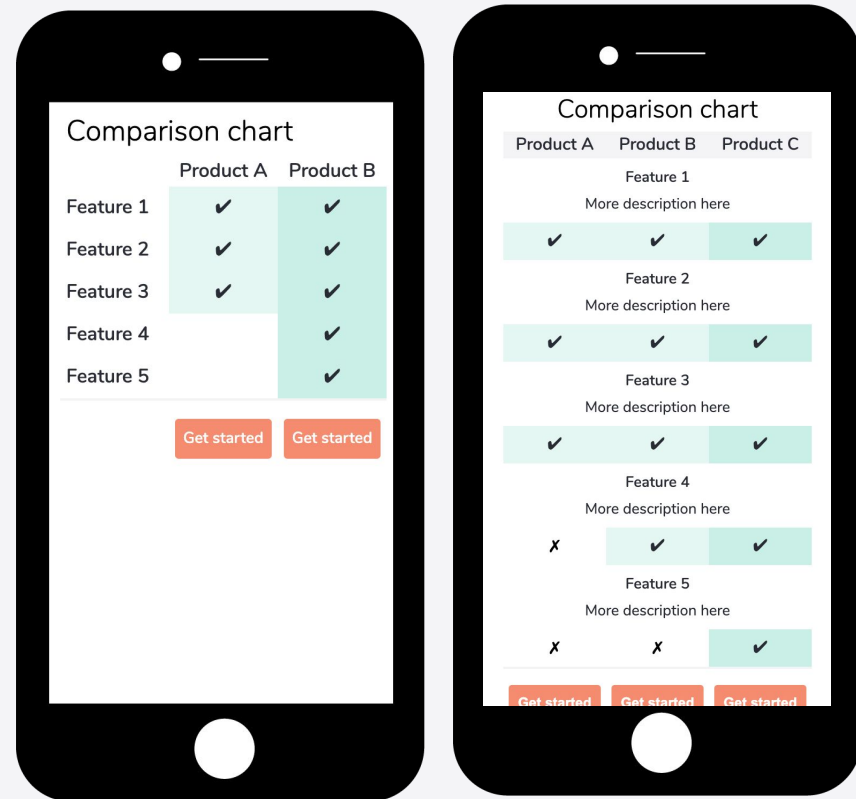 Comparison chart
Product A Product B
Feature 1 ✔ ✔
Feature 2 ✔ ✔
Feature 3 ✔ ✔
Feature 4 ✔
Feature 5 ✔
Get started Get started
Comparison chart
Product A Product B Product C
Feature 1
More description here
✔ ✔ ✔
Feature 2
More description here
✔ ✔ ✔
Feature 3
More description here
✔ ✔ ✔
Feature 4
More description here
✗ ✔ ✔
Feature 5
More description here
✗ ✗ ✔
Get started Get started Get started